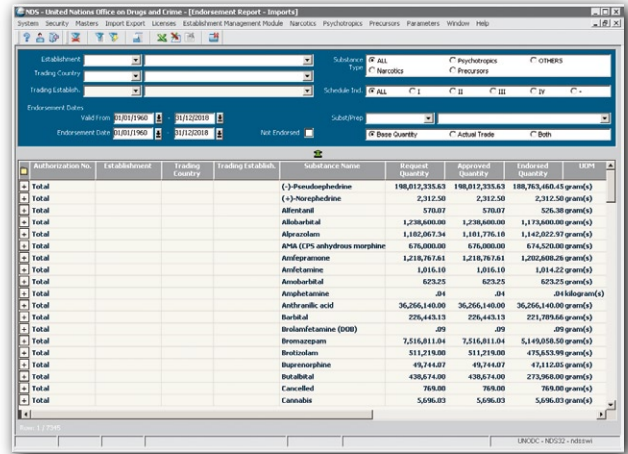 NDS - United Nations Office on Drugs and Crime - [Endorsement Report - Imports]
System Security Masters Import Export Licenses Establishment Management Module Narcotics Psychotropics Precursors Parameters Window Help
Establishment
Substance Type ALL Psychotropics OTHERS
Narcotics Precursors
Trading Country
Trading Establish.
Schedule Ind. ALL I II III IV -
Endorsement Dates
Valid From 01/01/1960 - 31/12/2018
Subst/Prep
Endorsement Date 01/01/1960 - 31/12/2018 Not Endorsed
Base Quantity Actual Trade Both
Authorization No. Establishment Trading Country Trading Establish. Substance Name Request Quantity Approved Quantity Endorsed Quantity UOM
Total (-)-Pseudoephedrine 198,012,335.63 198,012,335.63 188,763,460.45 gram(s)
Total (+)-Norephedrine 2,312.50 2,312.50 2,312.50 gram(s)
Total Alfentanil 570.07 570.07 526.38 gram(s)
Total Allobarbital 1,238,600.00 1,238,600.00 1,173,600.00 gram(s)
Total Alprazolam 1,182,067.34 1,181,776.18 1,142,022.97 gram(s)
Total AMA (CPS anhydrous morphine 676,000.00 676,000.00 674,520.00 gram(s)
Total Amfepramone 1,218,767.61 1,218,767.61 1,202,608.26 gram(s)
Total Amfetamine 1,016.10 1,016.10 1,014.22 gram(s)
Total Amobarbital 623.25 623.25 623.25 gram(s)
Total Amphetamine .04 .04 .04 kilogram(s)
Total Anthranilic acid 36,266,140.00 36,266,140.00 36,266,140.00 gram(s)
Total Barbital 226,443.13 226,443.13 221,789.66 gram(s)
Total Brolamfetamine (DOB) .09 .09 .09 gram(s)
Total Bromazepam 7,516,811.04 7,516,811.04 5,149,058.50 gram(s)
Total Brotizolam 511,219.00 511,219.00 475,653.99 gram(s)
Total Buprenorphine 49,744.07 49,744.07 47,112.05 gram(s)
Total Butalbital 438,674.00 438,674.00 273,968.00 gram(s)
Total Cancelled 769.00 769.00 769.00 gram(s)
Total Cannabis 5,696.03 5,696.03 5,696.03 gram(s)
Row: 1 / 7345
UNODC - NDS32 - ndsswi